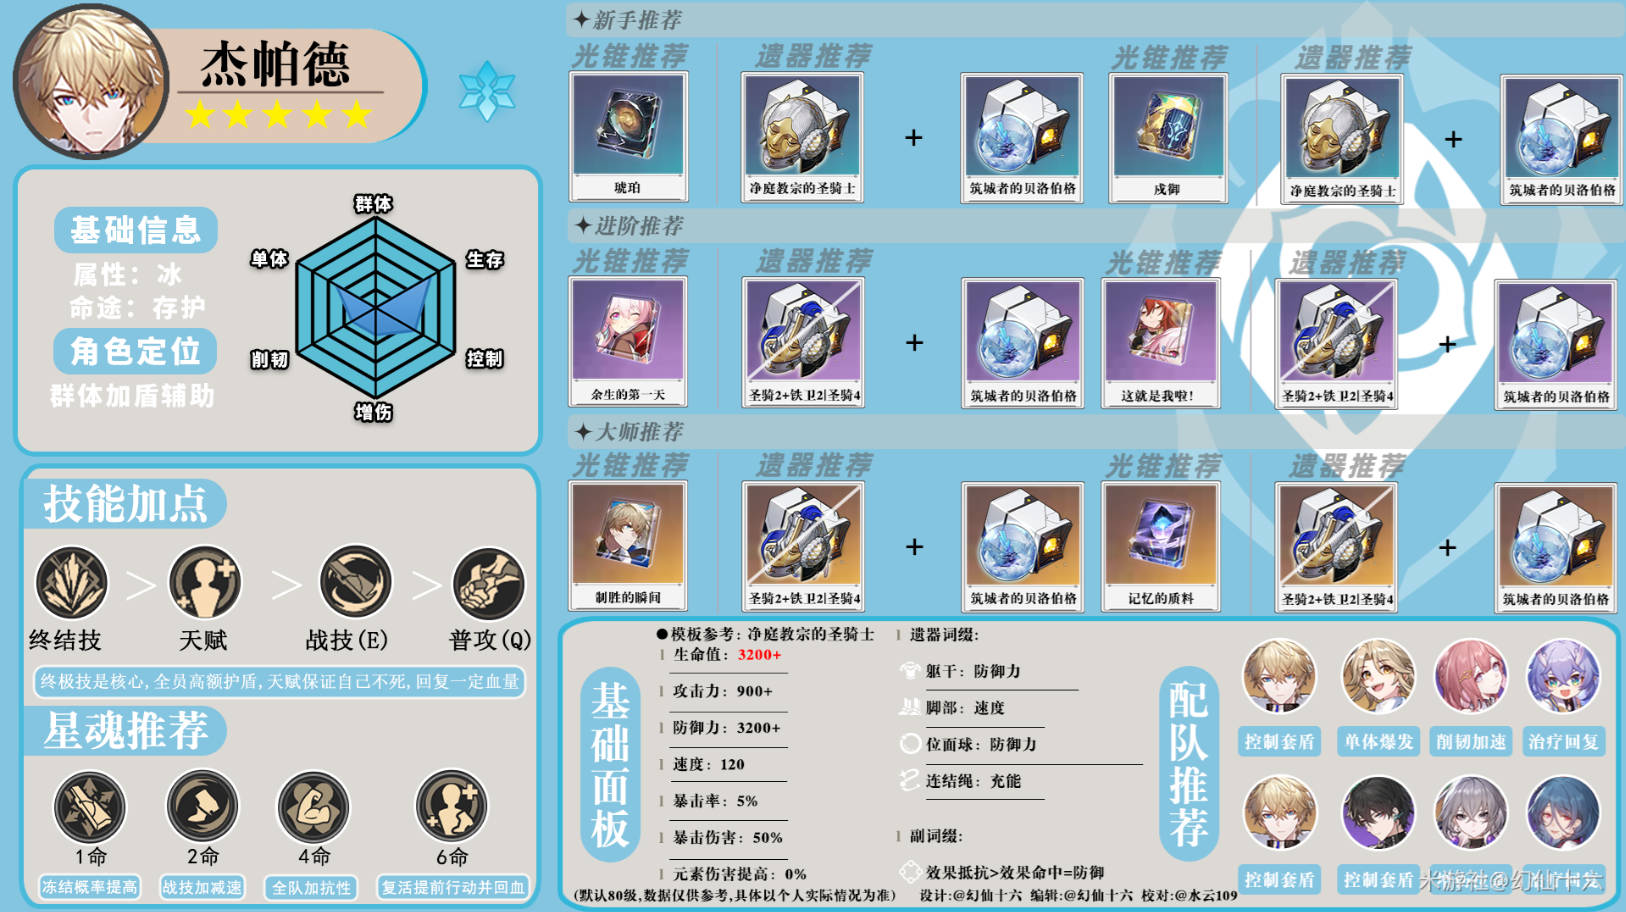 杰帕德
基础信息
属性：冰
命途：存护
角色定位
群体加盾辅助
群体
生存
控制
增伤
削韧
单体
技能加点
终结技
天赋
战技(E)
普攻(Q)
终极技是核心,全员高额护盾,天赋保证自己不死,回复一定血量
星魂推荐
1命
2命
4命
6命
冻结概率提高
战技加减速
全队加抗性
复活提前行动并回血
新手推荐
光锥推荐 遗器推荐 光锥推荐 遗器推荐
琥珀
净庭教宗的圣骑士
+
筑城者的贝洛伯格
戍御
净庭教宗的圣骑士
+
筑城者的贝洛伯格
进阶推荐
光锥推荐 遗器推荐 光锥推荐 遗器推荐
余生的第一天
圣骑2+铁卫2|圣骑4
+
筑城者的贝洛伯格
这就是我啦!
圣骑2+铁卫2|圣骑4
+
筑城者的贝洛伯格
大师推荐
光锥推荐 遗器推荐 光锥推荐 遗器推荐
制胜的瞬间
圣骑2+铁卫2|圣骑4
+
筑城者的贝洛伯格
记忆的质料
圣骑2+铁卫2|圣骑4
+
筑城者的贝洛伯格
基础面板
●模板参考：净庭教宗的圣骑士
生命值：3200+
攻击力：900+
防御力：3200+
速度：120
暴击率：5%
暴击伤害：50%
元素伤害提高：0%
(默认80级,数据仅供参考,具体以个人实际情况为准)
遗器词缀:
躯干：防御力
脚部：速度
位面球：防御力
连结绳：充能
副词缀:
效果抵抗>效果命中=防御
设计:@幻仙十六 编辑:@幻仙十六 校对:@水云109
配队推荐
控制套盾
单体爆发
削韧加速
治疗回复
控制套盾
控制套盾
米游社@幻仙十六